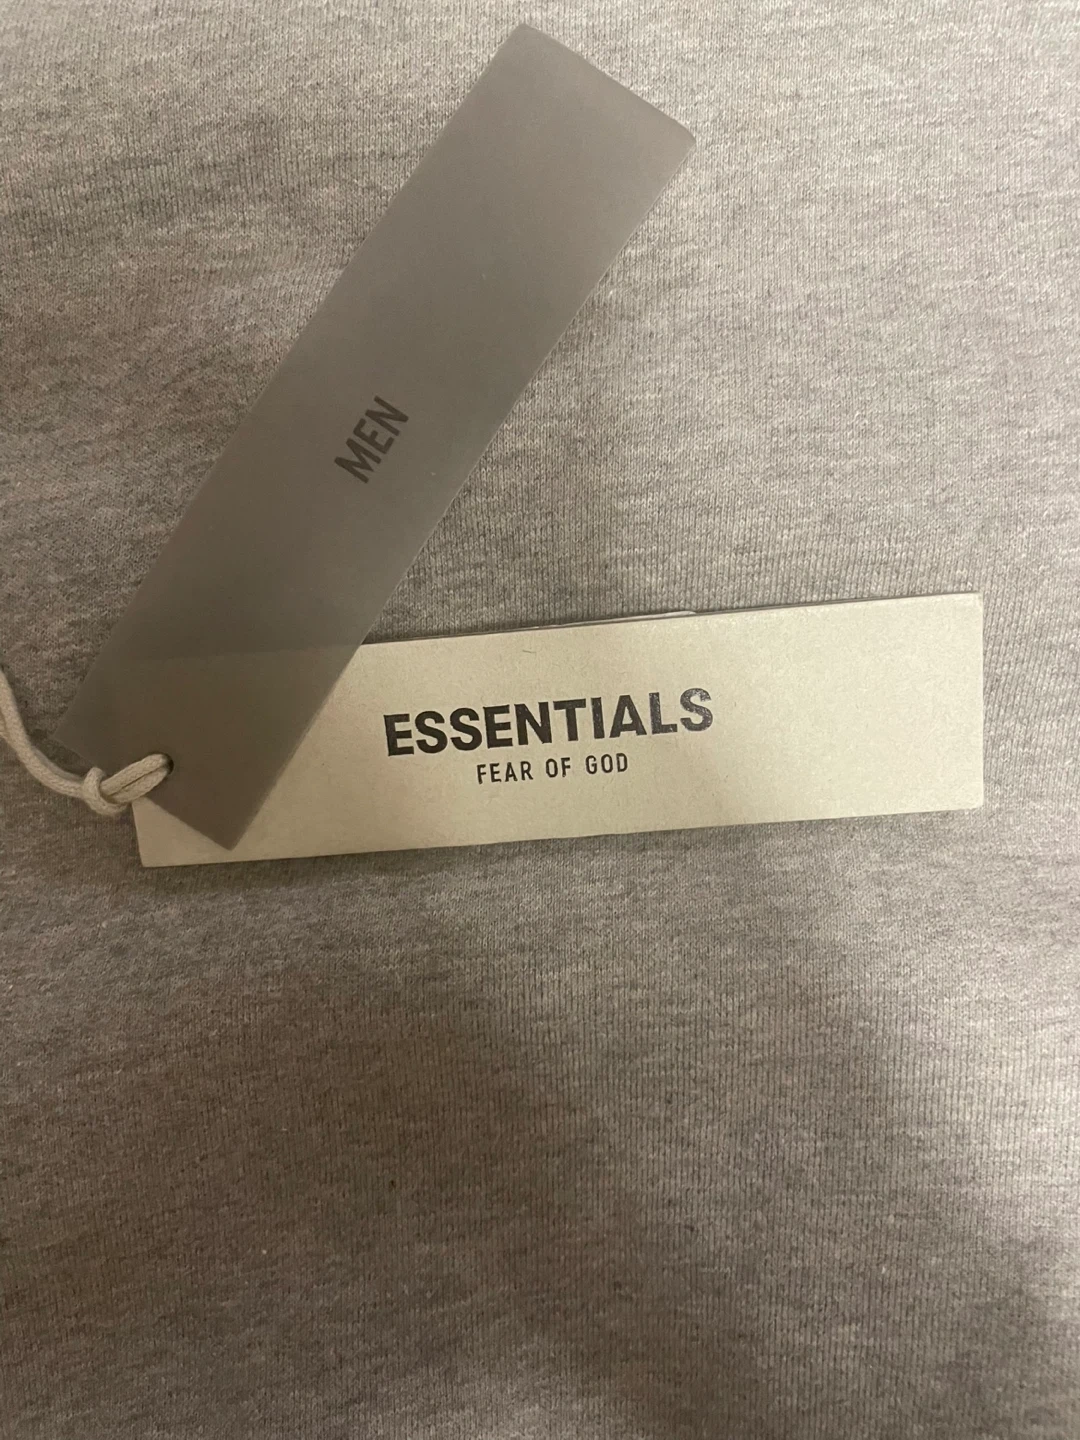 MEN
ESSENTIALS
FEAR OF GOD